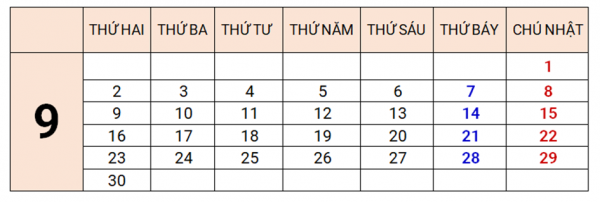 THỨ HAI THỨ BA THỨ TƯ THỨ NĂM THỨ SÁU THỨ BẢY CHỦ NHẬT
1
2 3 4 5 6 7 8
9
9 10 11 12 13 14 15
16 17 18 19 20 21 22
23 24 25 26 27 28 29
30